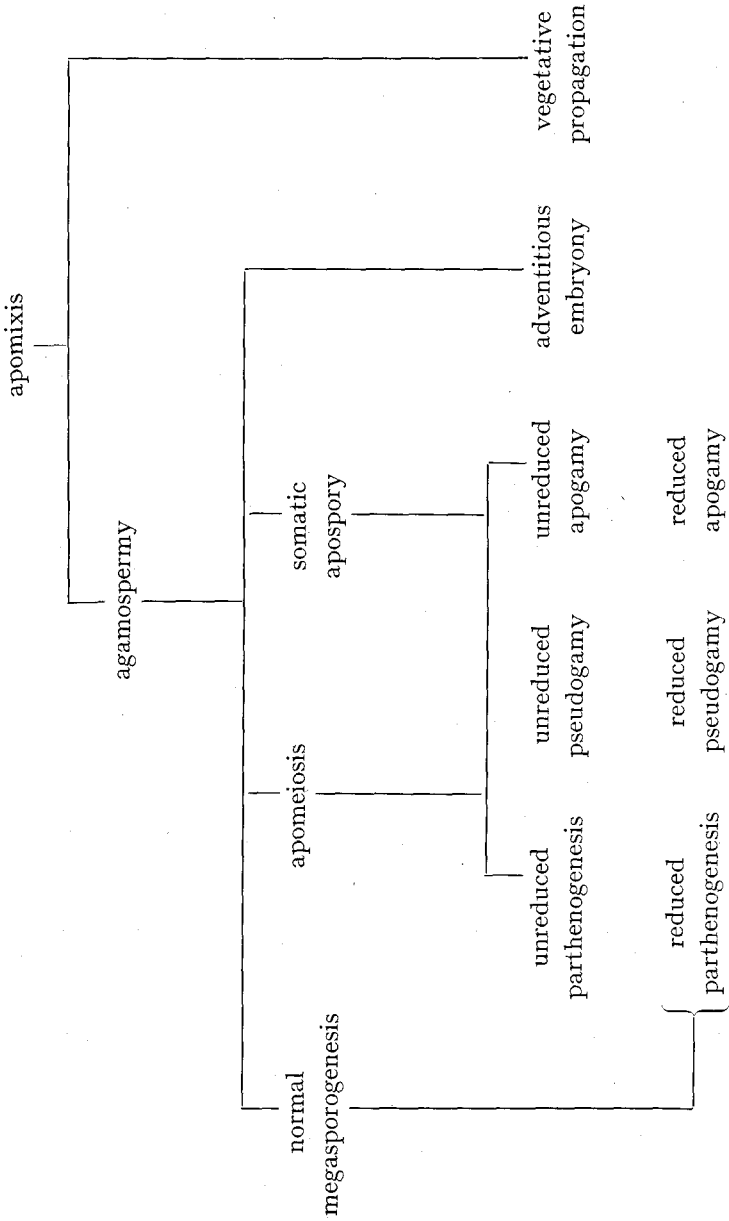 apomixis
agamospermy
normal
megasporogenesis
apomeiosis
somatic
apospory
unreduced
parthenogenesis
unreduced
pseudogamy
unreduced
apogamy
adventitious
embryony
vegetative
propagation
reduced
parthenogenesis
reduced
pseudogamy
reduced
apogamy